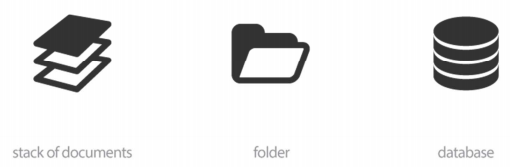 stack of documents
folder
database